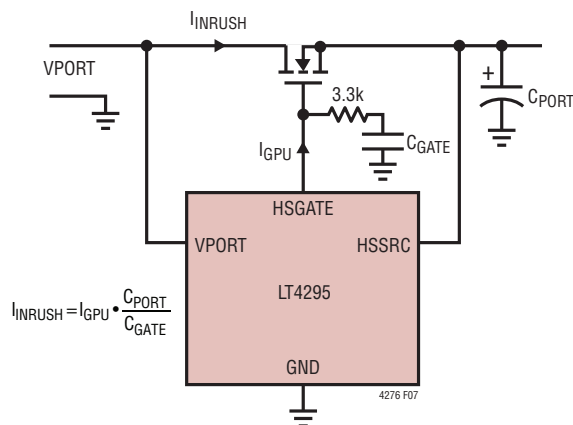 IINRUSH
VPORT
3.3k
+
CPORT
IGPU
CGATE
HSGATE
VPORT
HSSRC
LT4295
IINRUSH = IGPU • CPORT
CGATE
GND
4276 F07